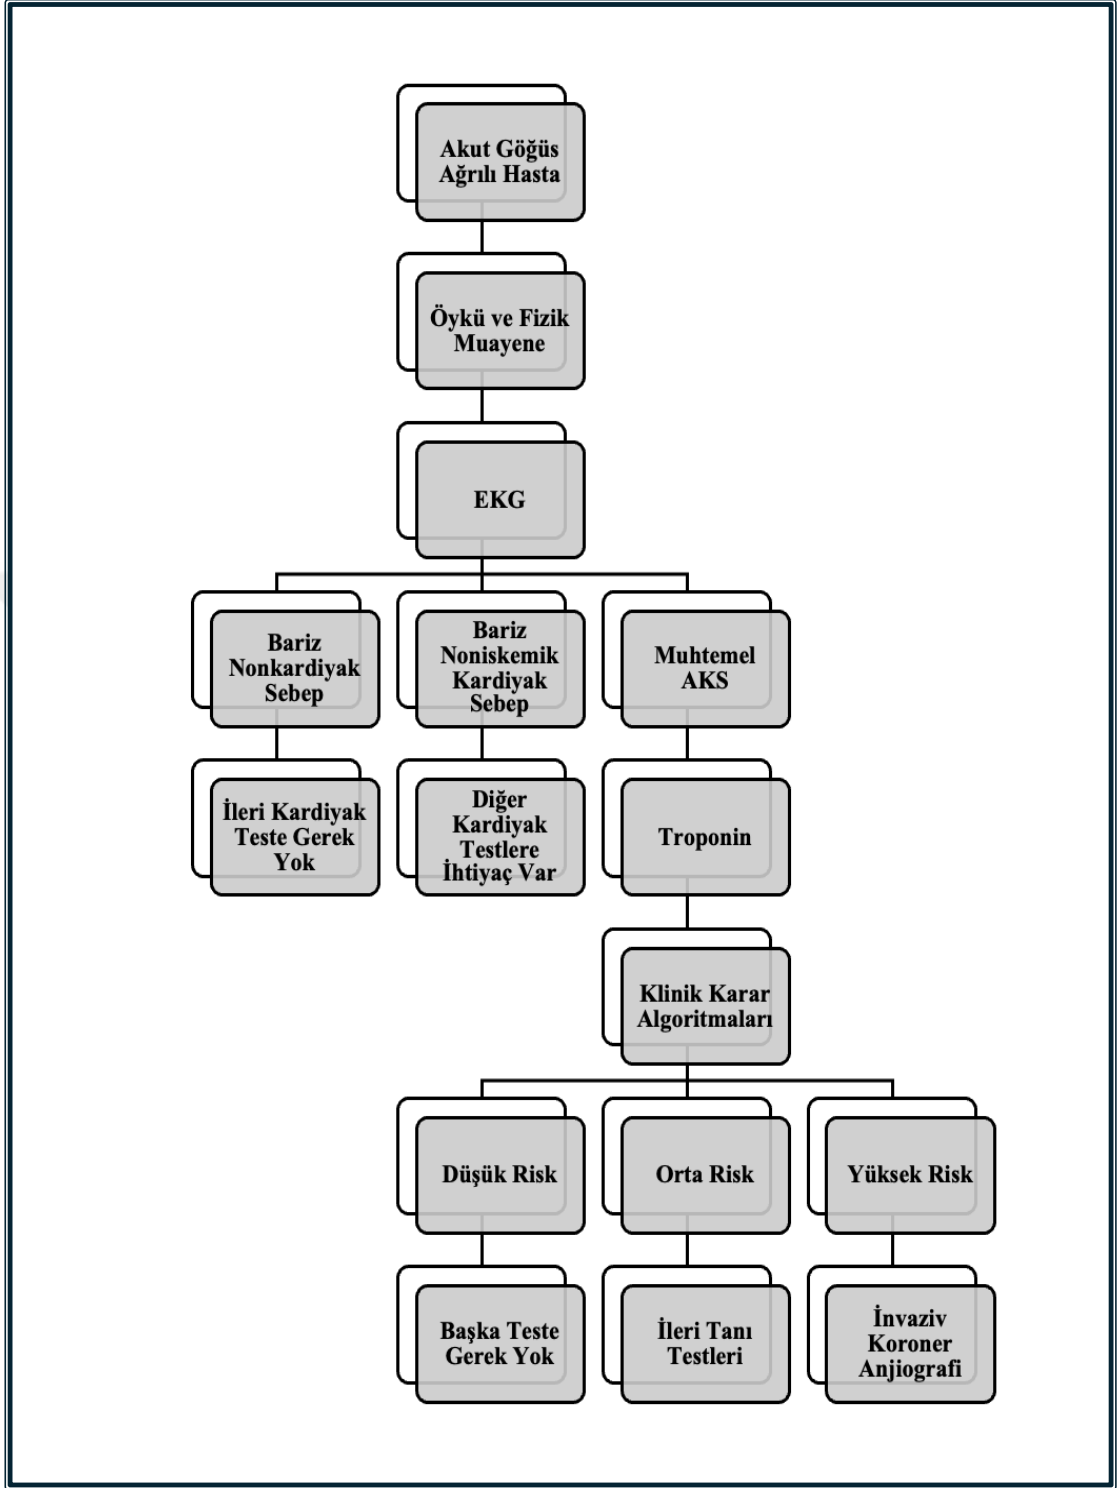 Akut Göğüs
Ağrılı Hasta
Öykü ve Fizik
Muayene
EKG
Bariz
Nonkardiyak
Sebep
Bariz
Noniskemik
Kardiyak
Sebep
Muhtemel
AKS
İleri Kardiyak
Teste Gerek
Yok
Diğer
Kardiyak
Testlere
İhtiyaç Var
Troponin
Klinik Karar
Algoritmaları
Düşük Risk
Orta Risk
Yüksek Risk
Başka Teste
Gerek Yok
İleri Tanı
Testleri
İnvaziv
Koroner
Anjiografi